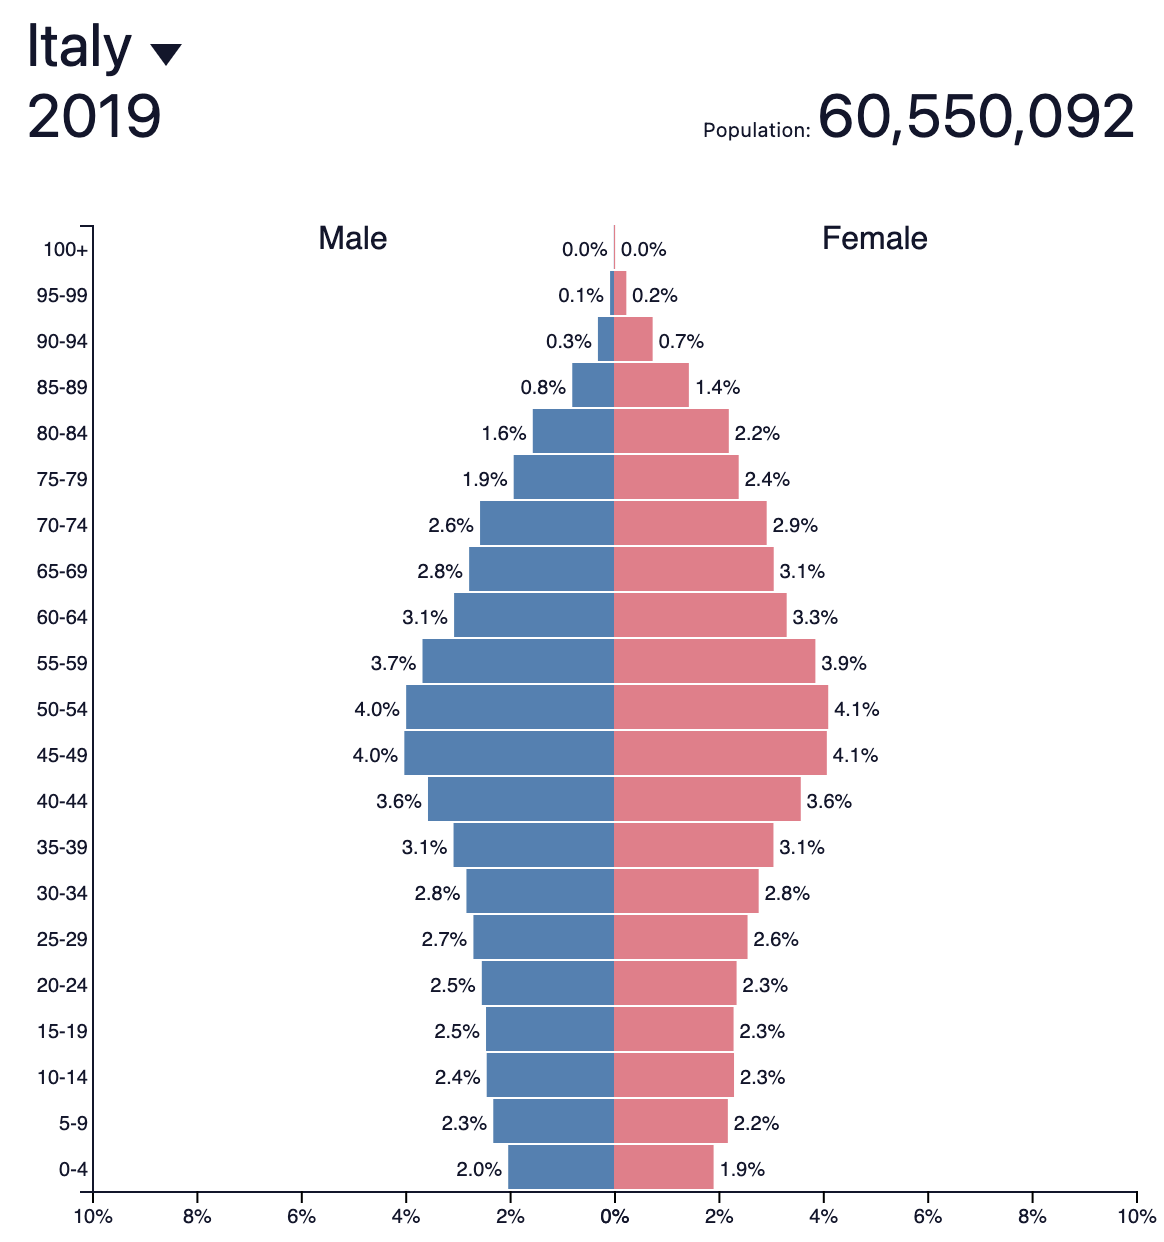 Italy
2019
Population: 60,550,092
Male Female
100+ 0.0% 0.0%
95-99 0.1% 0.2%
90-94 0.3% 0.7%
85-89 0.8% 1.4%
80-84 1.6% 2.2%
75-79 1.9% 2.4%
70-74 2.6% 2.9%
65-69 2.8% 3.1%
60-64 3.1% 3.3%
55-59 3.7% 3.9%
50-54 4.0% 4.1%
45-49 4.0% 4.1%
40-44 3.6% 3.6%
35-39 3.1% 3.1%
30-34 2.8% 2.8%
25-29 2.7% 2.6%
20-24 2.5% 2.3%
15-19 2.5% 2.3%
10-14 2.4% 2.3%
5-9 2.3% 2.2%
0-4 2.0% 1.9%
10% 8% 6% 4% 2% 0% 2% 4% 6% 8% 10%